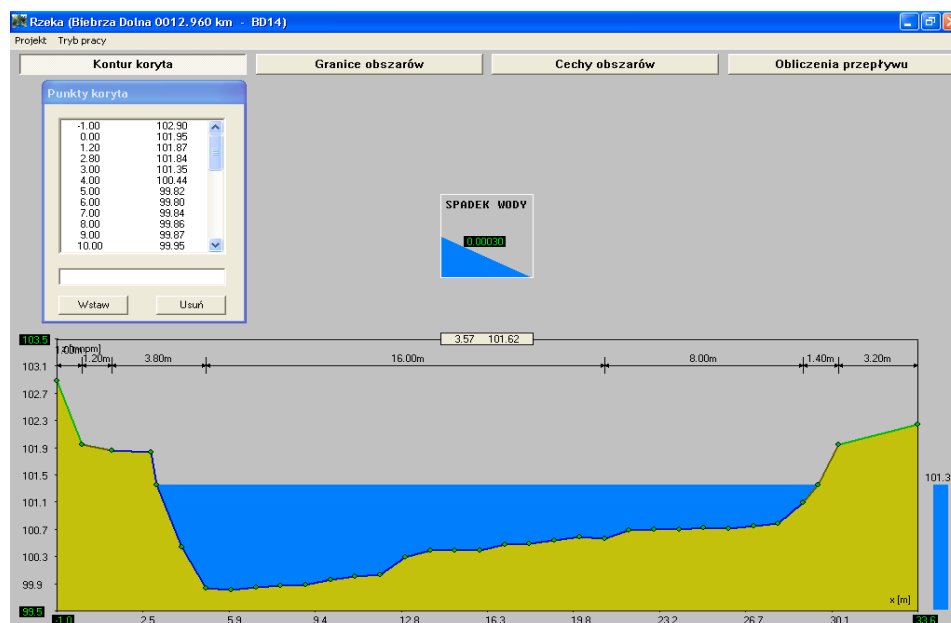 Rzeka (Biebrza Dolna 0012.960 km - BD14)
Projekt Tryb pracy
Kontur koryta Granice obszarów Cechy obszarów Obliczenia przepływu
Punkty koryta
-1.00 102.90
0.00 101.95
1.20 101.87
2.80 101.84
3.00 101.35
4.00 100.44
5.00 99.82
6.00 99.80
7.00 99.84
8.00 99.86
9.00 99.87
10.00 99.95
Wstaw Usuń
SPADEK WODY
0.00030
3.57 101.62
103.5
z [mnpm]
1.00m 1.20m 3.80m 16.00m 8.00m 1.40m 3.20m
103.1
102.7
102.3
101.9
101.5
101.3
101.1
100.7
100.3
99.9
x [m]
99.5
-1.0 2.5 5.9 9.4 12.8 16.3 19.8 23.2 26.7 30.1 33.6